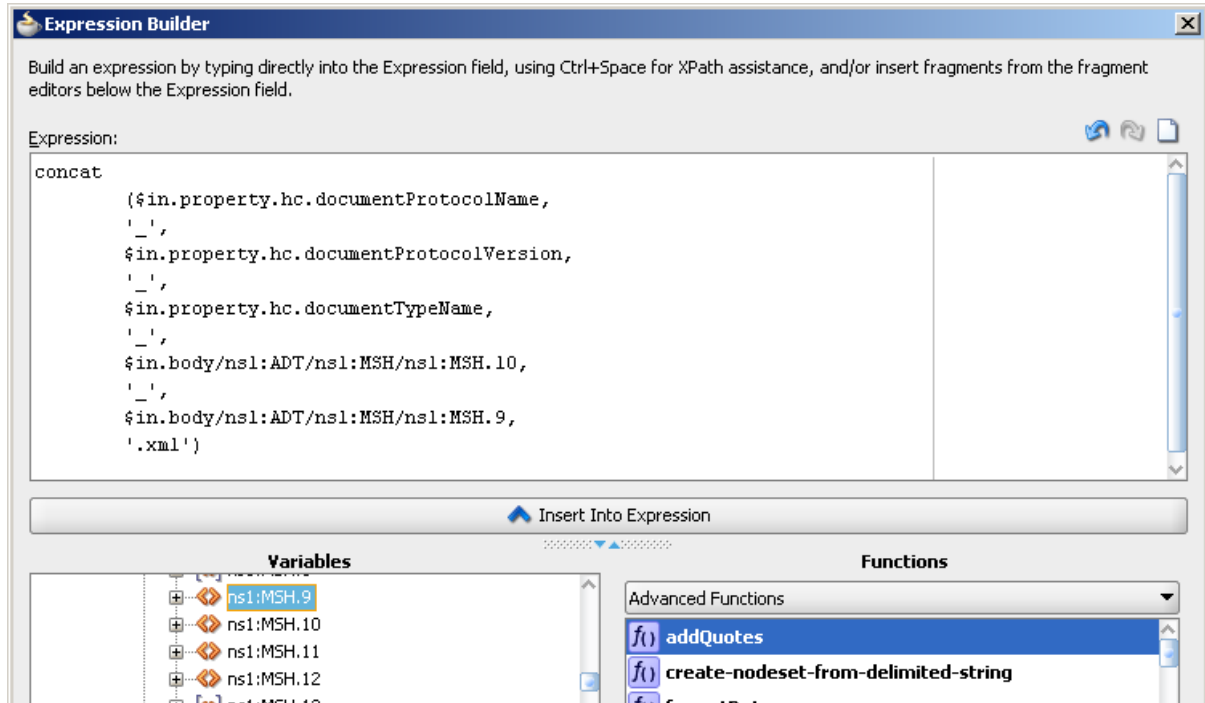 Expression Builder
Build an expression by typing directly into the Expression field, using Ctrl+Space for XPath assistance, and/or insert fragments from the fragment
editors below the Expression field.
Expression:
concat
($in.property.hc.documentProtocolName,
'_',
$in.property.hc.documentProtocolVersion,
'_',
$in.property.hc.documentTypeName,
'_',
$in.body/ns1:ADT/ns1:MSH/ns1:MSH.10,
'_',
$in.body/ns1:ADT/ns1:MSH/ns1:MSH.9,
'.xml')
Insert Into Expression
Variables
ns1:MSH.9
ns1:MSH.10
ns1:MSH.11
ns1:MSH.12
Functions
Advanced Functions
f() addQuotes
f() create-nodeset-from-delimited-string